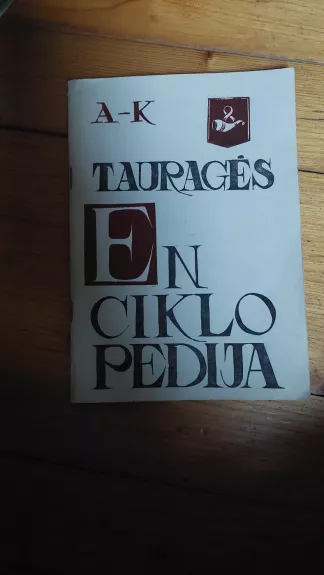 A-K
TAURAGĖS
EN
CIKLO
PEDIJA